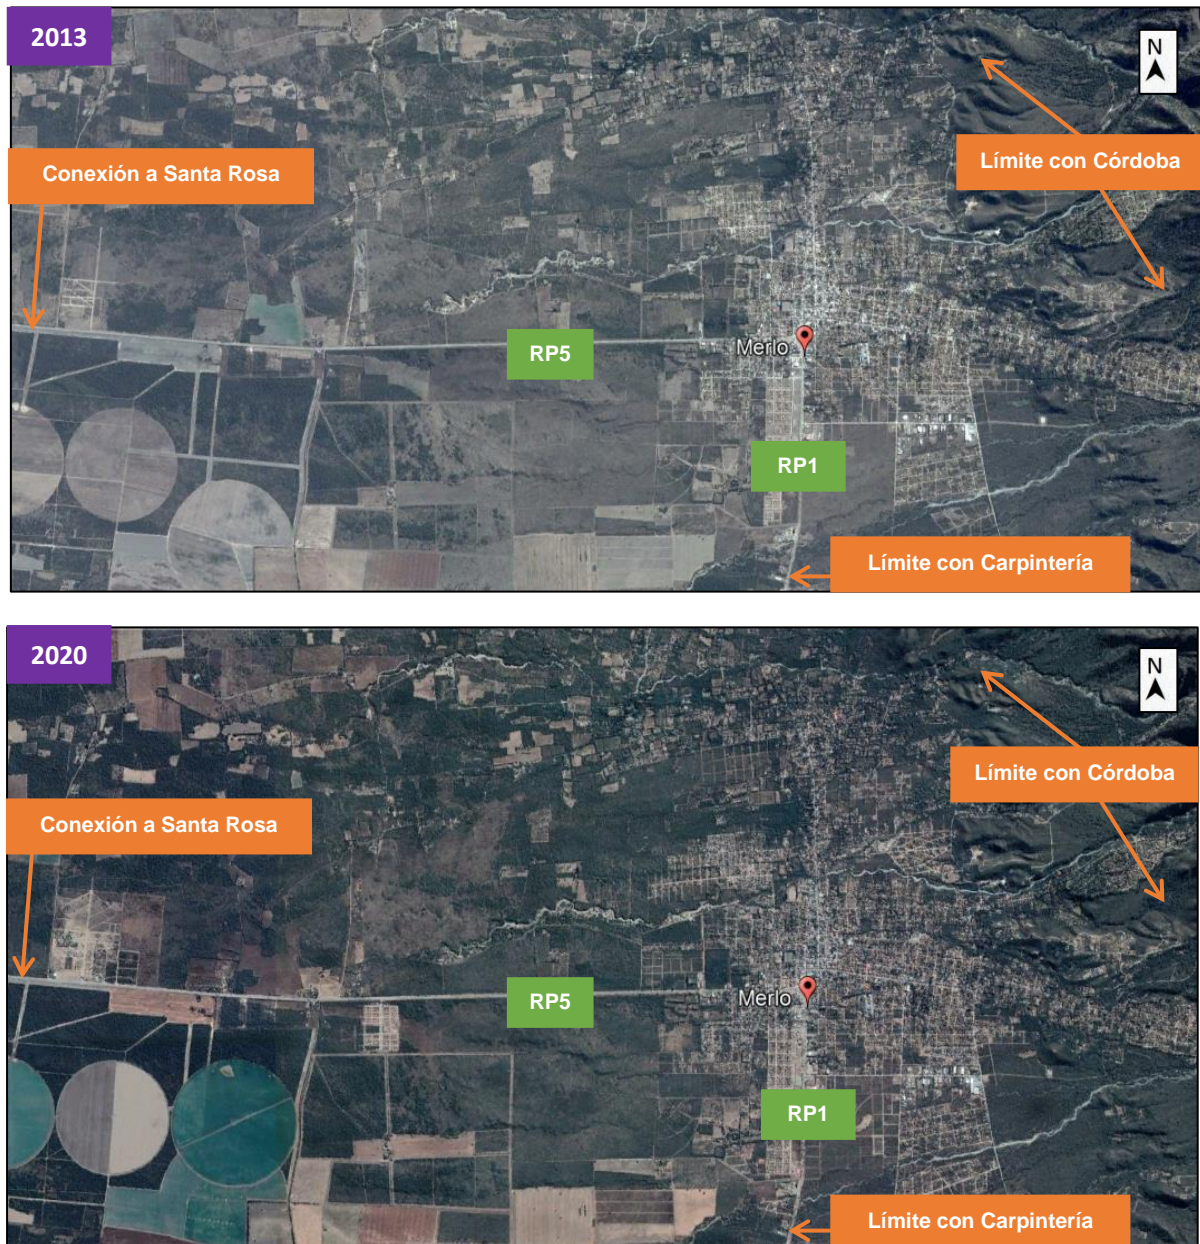 2013
N
Límite con Córdoba
Conexión a Santa Rosa
Merlo
RP5
RP1
Límite con Carpintería
2020
N
Límite con Córdoba
Conexión a Santa Rosa
Merlo
RP5
RP1
Límite con Carpintería